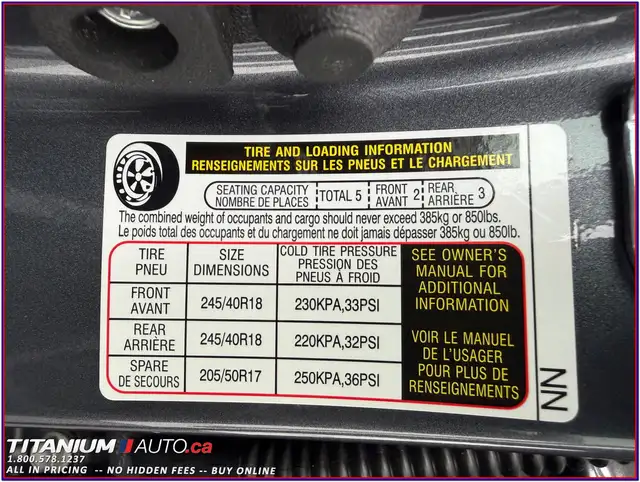 TIRE AND LOADING INFORMATION
RENSEIGNEMENTS SUR LES PNEUS ET LE CHARGEMENT
SEATING CAPACITY
NOMBRE DE PLACES
TOTAL 5
FRONT
AVANT 2
REAR
ARRIÈRE 3
The combined weight of occupants and cargo should never exceed 385kg or 850lbs.
Le poids total des occupants et du chargement ne doit jamais dépasser 385kg ou 850lb.
TIRE
PNEU
SIZE
DIMENSIONS
COLD TIRE PRESSURE
PRESSION DES
PNEUS À FROID
FRONT
AVANT
245/40R18
230KPA,33PSI
REAR
ARRIÈRE
245/40R18
220KPA,32PSI
SPARE
DE SECOURS
205/50R17
250KPA,36PSI
SEE OWNER'S
MANUAL FOR
ADDITIONAL
INFORMATION
VOIR LE MANUEL
DE L'USAGER
POUR PLUS DE
RENSEIGNEMENTS
NN
TITANIUM AUTO.ca
1.800.578.1237
ALL IN PRICING -- NO HIDDEN FEES -- BUY ONLINE